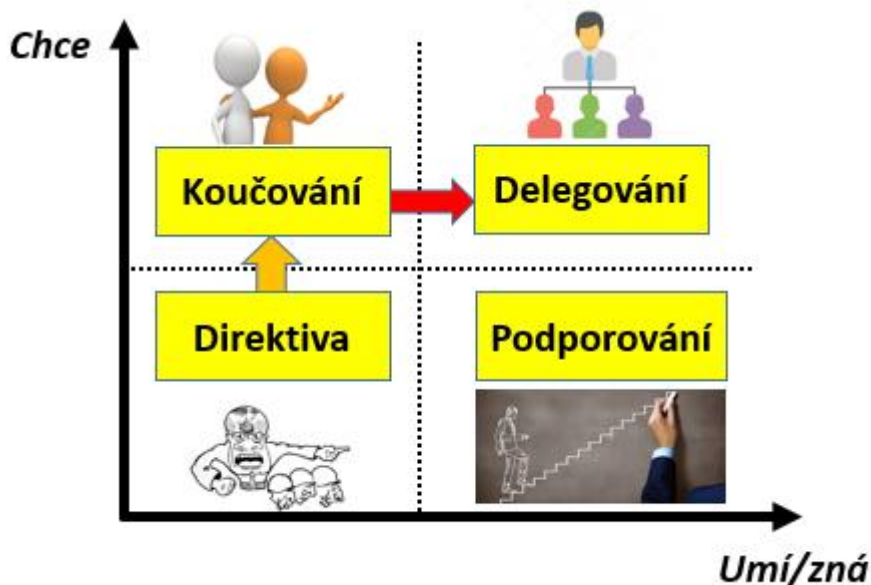 Chce
Koučování
Delegování
Direktiva
Podporování
Umí/zná